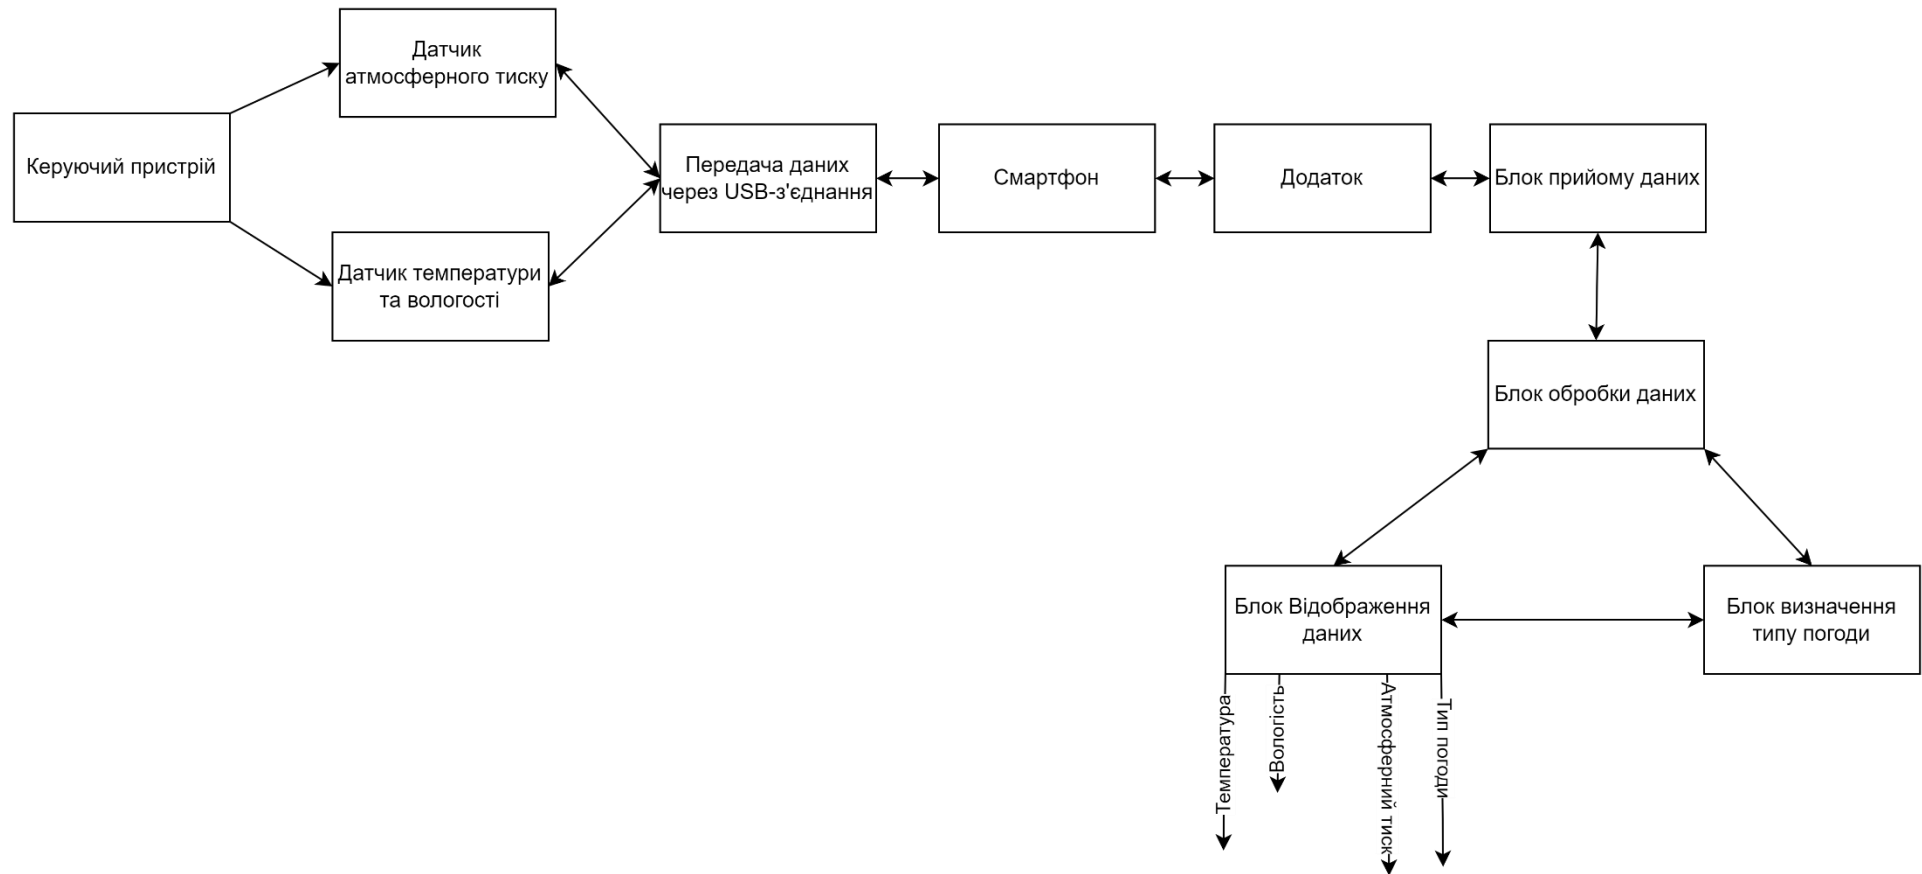 Датчик
атмосферного тиску
Керуючий пристрій
Датчик температури
та вологості
Передача даних
через USB-з'єднання
Смартфон
Додаток
Блок прийому даних
Блок обробки даних
Блок Відображення
даних
Блок визначення
типу погоди
Температура
Вологість
Атмосферний тиск
Тип погоди